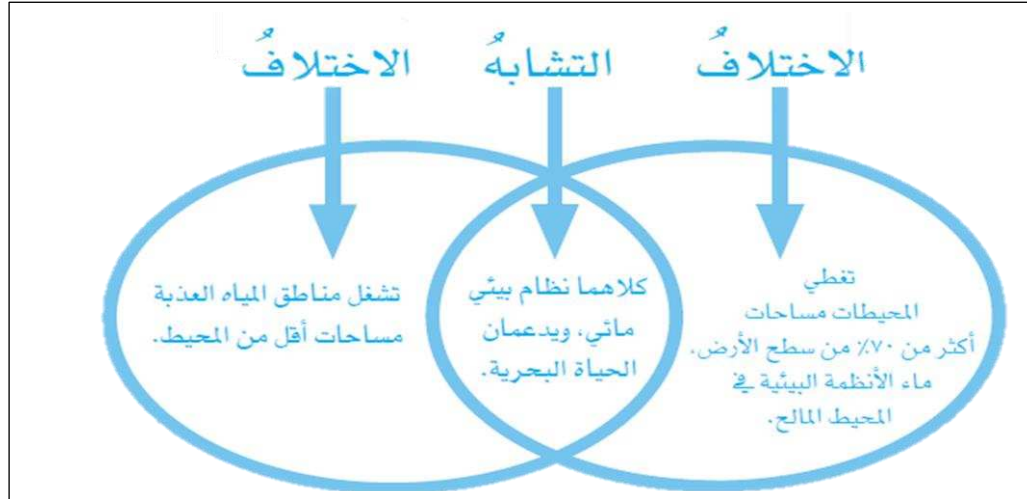 الاختلافُ
التشابهُ
الاختلافُ
تغطي
المحيطات مساحات
أكثر من ٧٠٪ من سطح الأرض.
ماء الأنظمة البيئية في
المحيط المالح.
كلاهما نظام بيئي
مائي، ويدعمان
الحياة البحرية.
تشغل مناطق المياه العذبة
مساحات أقل من المحيط.